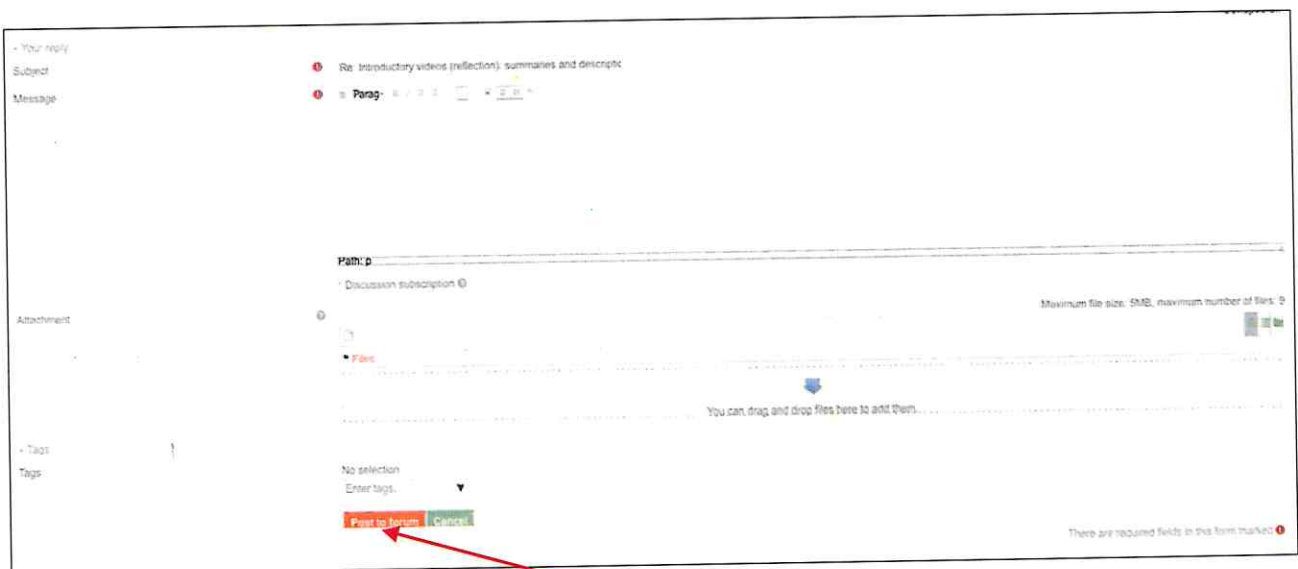 Your reply
Subject
Re: Introductory videos (reflection): summaries and descriptic
Message
Parag
Path: p
Discussion subscription
Maximum file size: 5MB, maximum number of files: 9
Attachment
Files
You can drag and drop files here to add them.
Tags
Tags
No selection
Enter tags.
Post to forum
Cancel
There are required fields in this form marked